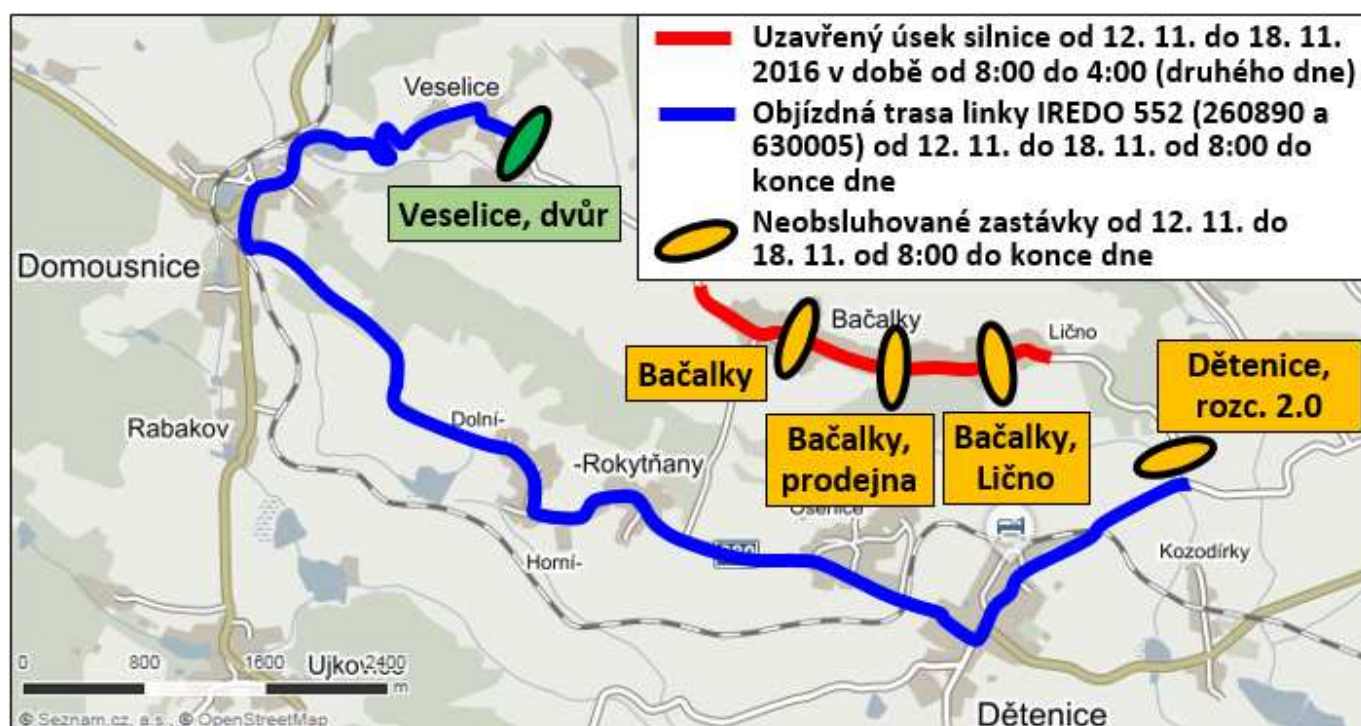 Uzavřený úsek silnice od 12. 11. do 18. 11.
2016 v době od 8:00 do 4:00 (druhého dne)
Objízdná trasa linky IREDO 552 (260890 a
630005) od 12. 11. do 18. 11. od 8:00 do
konce dne
Neobsluhované zastávky od 12. 11. do
18. 11. od 8:00 do konce dne
Veselice
Veselice, dvůr
Domousnice
Bačalky
Lično
Bačalky
Dětenice,
rozc. 2.0
Rabakov
Dolní-
-Rokytňany
Bačalky,
prodejna
Bačalky,
Lično
Osenice
Horní-
Kozodírky
0 800 1600 2400
m
Ujkovice
Dětenice
© Seznam.cz, a.s., © OpenStreetMap